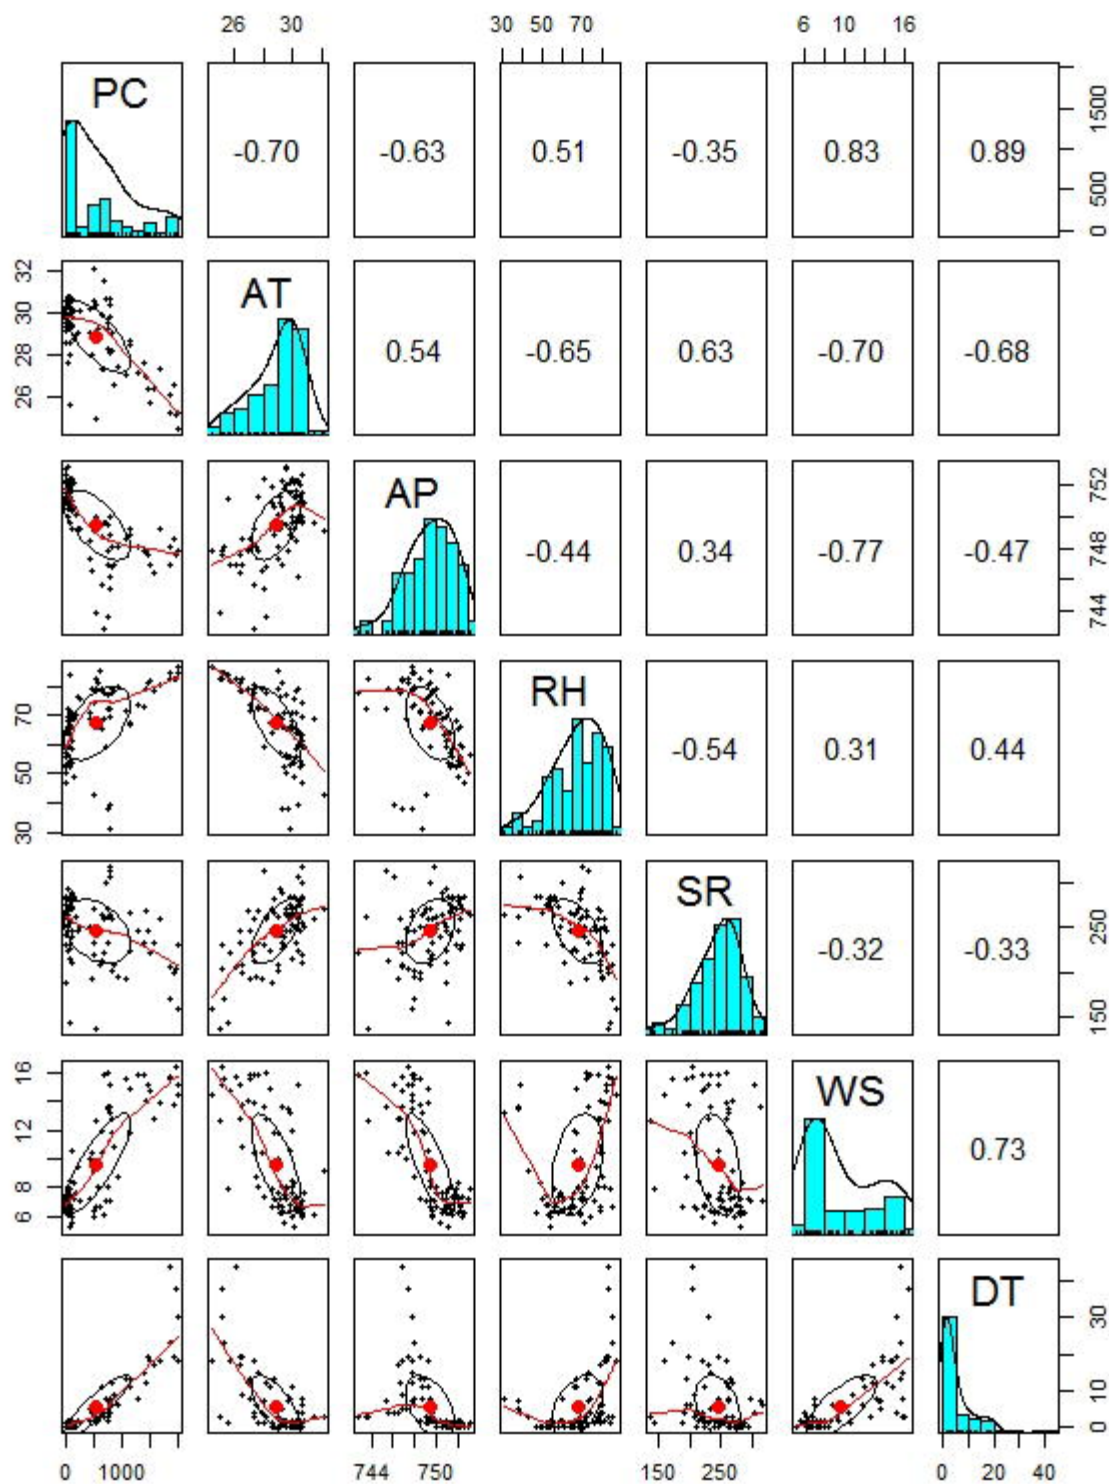 26 30 30 50 70 6 10 16
PC -0.70 -0.63 0.51 -0.35 0.83 0.89
0 500 1500
26 28 30 32
AT 0.54 -0.65 0.63 -0.70 -0.68
AP -0.44 0.34 -0.77 -0.47
744 748 752
30 50 70
RH -0.54 0.31 0.44
SR -0.32 -0.33
150 250
6 8 12 16
WS 0.73
DT
0 10 30
0 1000 744 750 150 250 0 20 40